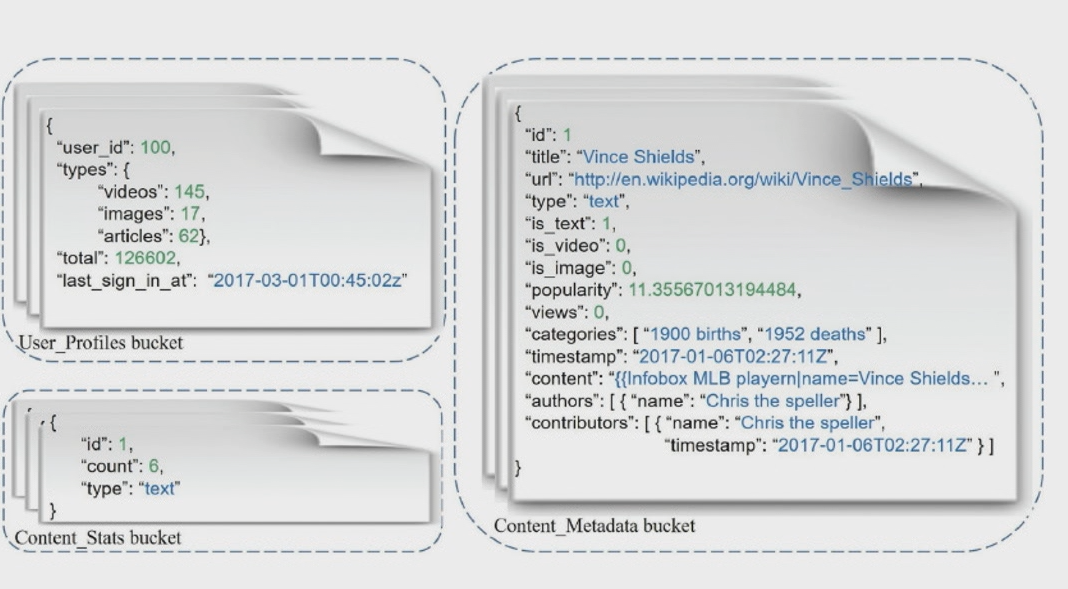 {
“user_id”: 100,
“types”: {
“videos”: 145,
“images”: 17,
“articles”: 62},
“total”: 126602,
“last_sign_in_at”: “2017-03-01T00:45:02z”
User_Profiles bucket
{
“id”: 1,
“count”: 6,
“type”: “text”
}
Content_Stats bucket
{
“id”: 1
“title”: “Vince Shields”,
“url”: “http://en.wikipedia.org/wiki/Vince_Shields”,
“type”: “text”,
“is_text”: 1,
“is_video”: 0,
“is_image”: 0,
“popularity”: 11.35567013194484,
“views”: 0,
“categories”: [ “1900 births”, “1952 deaths” ],
“timestamp”: “2017-01-06T02:27:11Z”,
“content”: “{{Infobox MLB playern|name=Vince Shields… ”,
“authors”: [ { “name”: “Chris the speller”} ],
“contributors”: [ { “name”: “Chris the speller”,
“timestamp”: “2017-01-06T02:27:11Z” } ]
}
Content_Metadata bucket